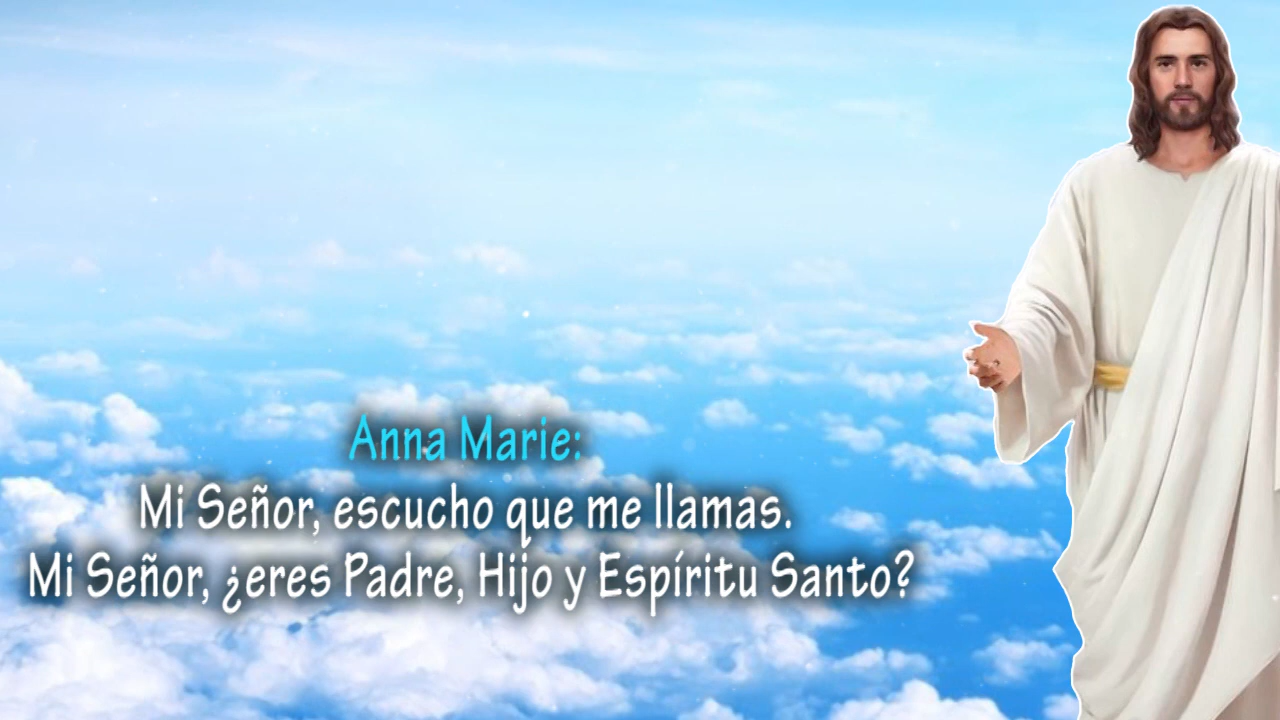 Anna Marie:
Mi Señor, escucho que me llamas.
Mi Señor, ¿eres Padre, Hijo y Espíritu Santo?